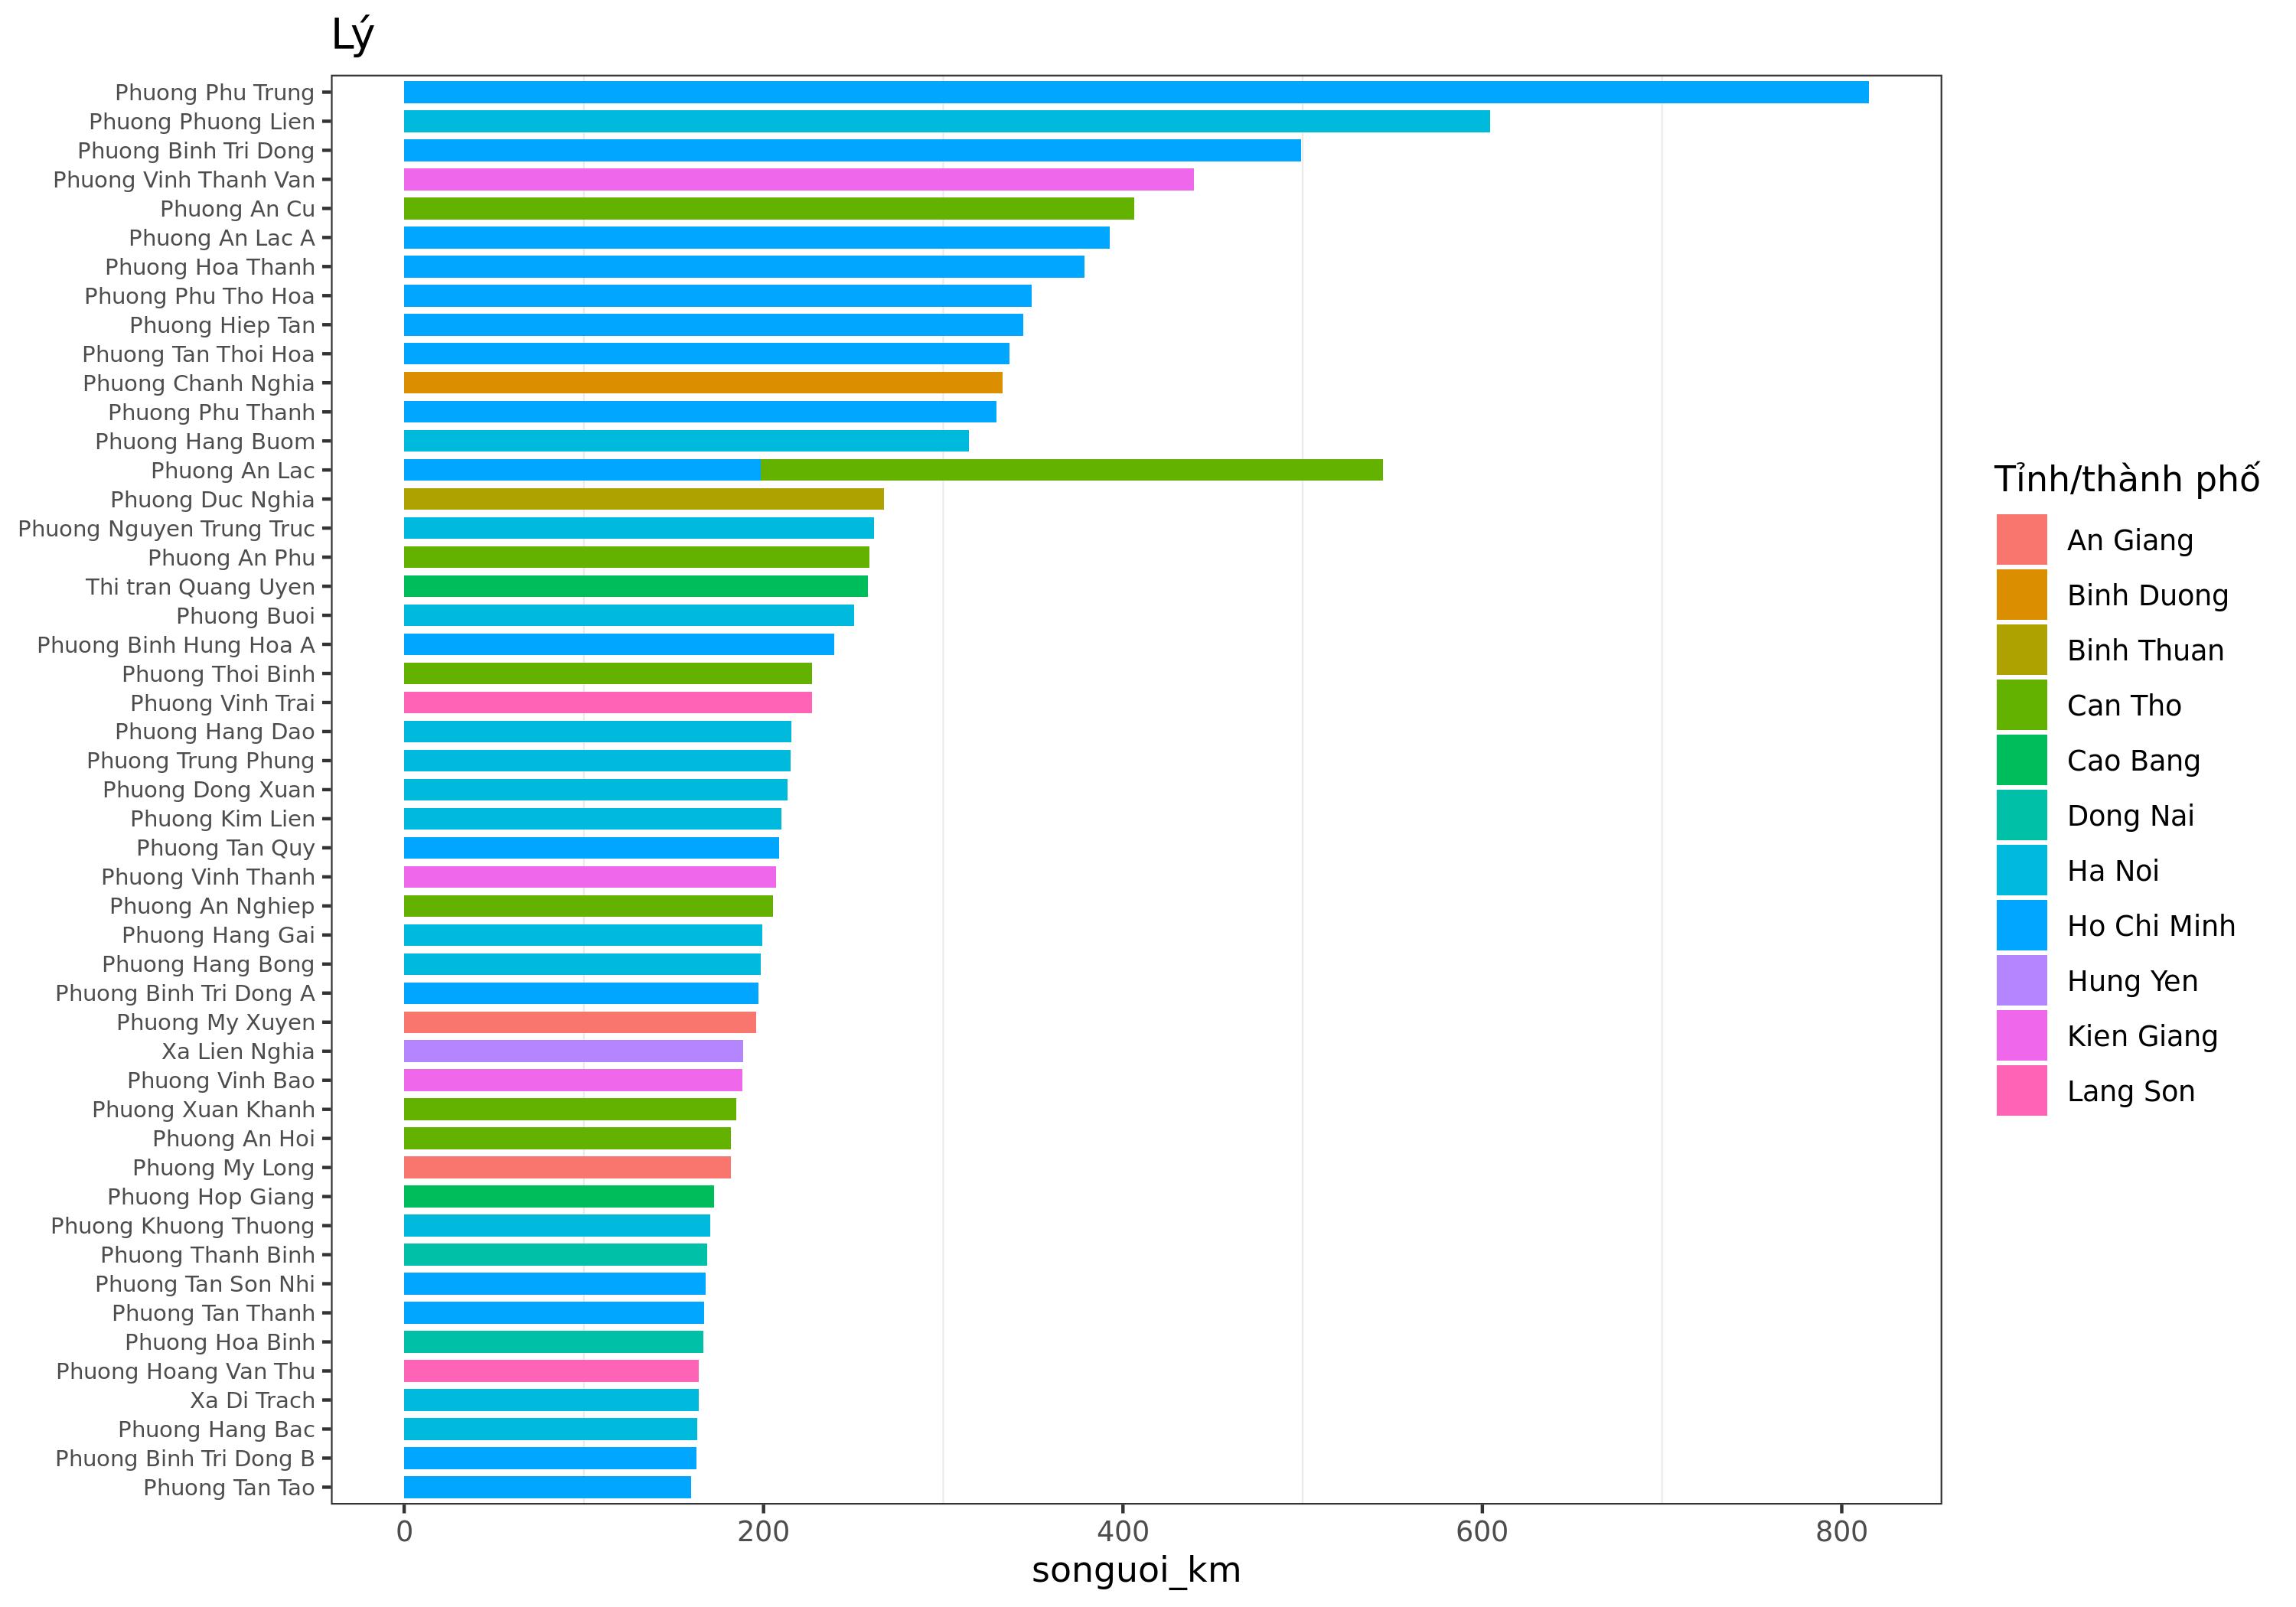 Lý
Phuong Phu Trung
Phuong Phuong Lien
Phuong Binh Tri Dong
Phuong Vinh Thanh Van
Phuong An Cu
Phuong An Lac A
Phuong Hoa Thanh
Phuong Phu Tho Hoa
Phuong Hiep Tan
Phuong Tan Thoi Hoa
Phuong Chanh Nghia
Phuong Phu Thanh
Phuong Hang Buom
Phuong An Lac
Phuong Duc Nghia
Phuong Nguyen Trung Truc
Phuong An Phu
Thi tran Quang Uyen
Phuong Buoi
Phuong Binh Hung Hoa A
Phuong Thoi Binh
Phuong Vinh Trai
Phuong Hang Dao
Phuong Trung Phung
Phuong Dong Xuan
Phuong Kim Lien
Phuong Tan Quy
Phuong Vinh Thanh
Phuong An Nghiep
Phuong Hang Gai
Phuong Hang Bong
Phuong Binh Tri Dong A
Phuong My Xuyen
Xa Lien Nghia
Phuong Vinh Bao
Phuong Xuan Khanh
Phuong An Hoi
Phuong My Long
Phuong Hop Giang
Phuong Khuong Thuong
Phuong Thanh Binh
Phuong Tan Son Nhi
Phuong Tan Thanh
Phuong Hoa Binh
Phuong Hoang Van Thu
Xa Di Trach
Phuong Hang Bac
Phuong Binh Tri Dong B
Phuong Tan Tao
0 200 400 600 800
songuoi_km
Tỉnh/thành phố
An Giang
Binh Duong
Binh Thuan
Can Tho
Cao Bang
Dong Nai
Ha Noi
Ho Chi Minh
Hung Yen
Kien Giang
Lang Son